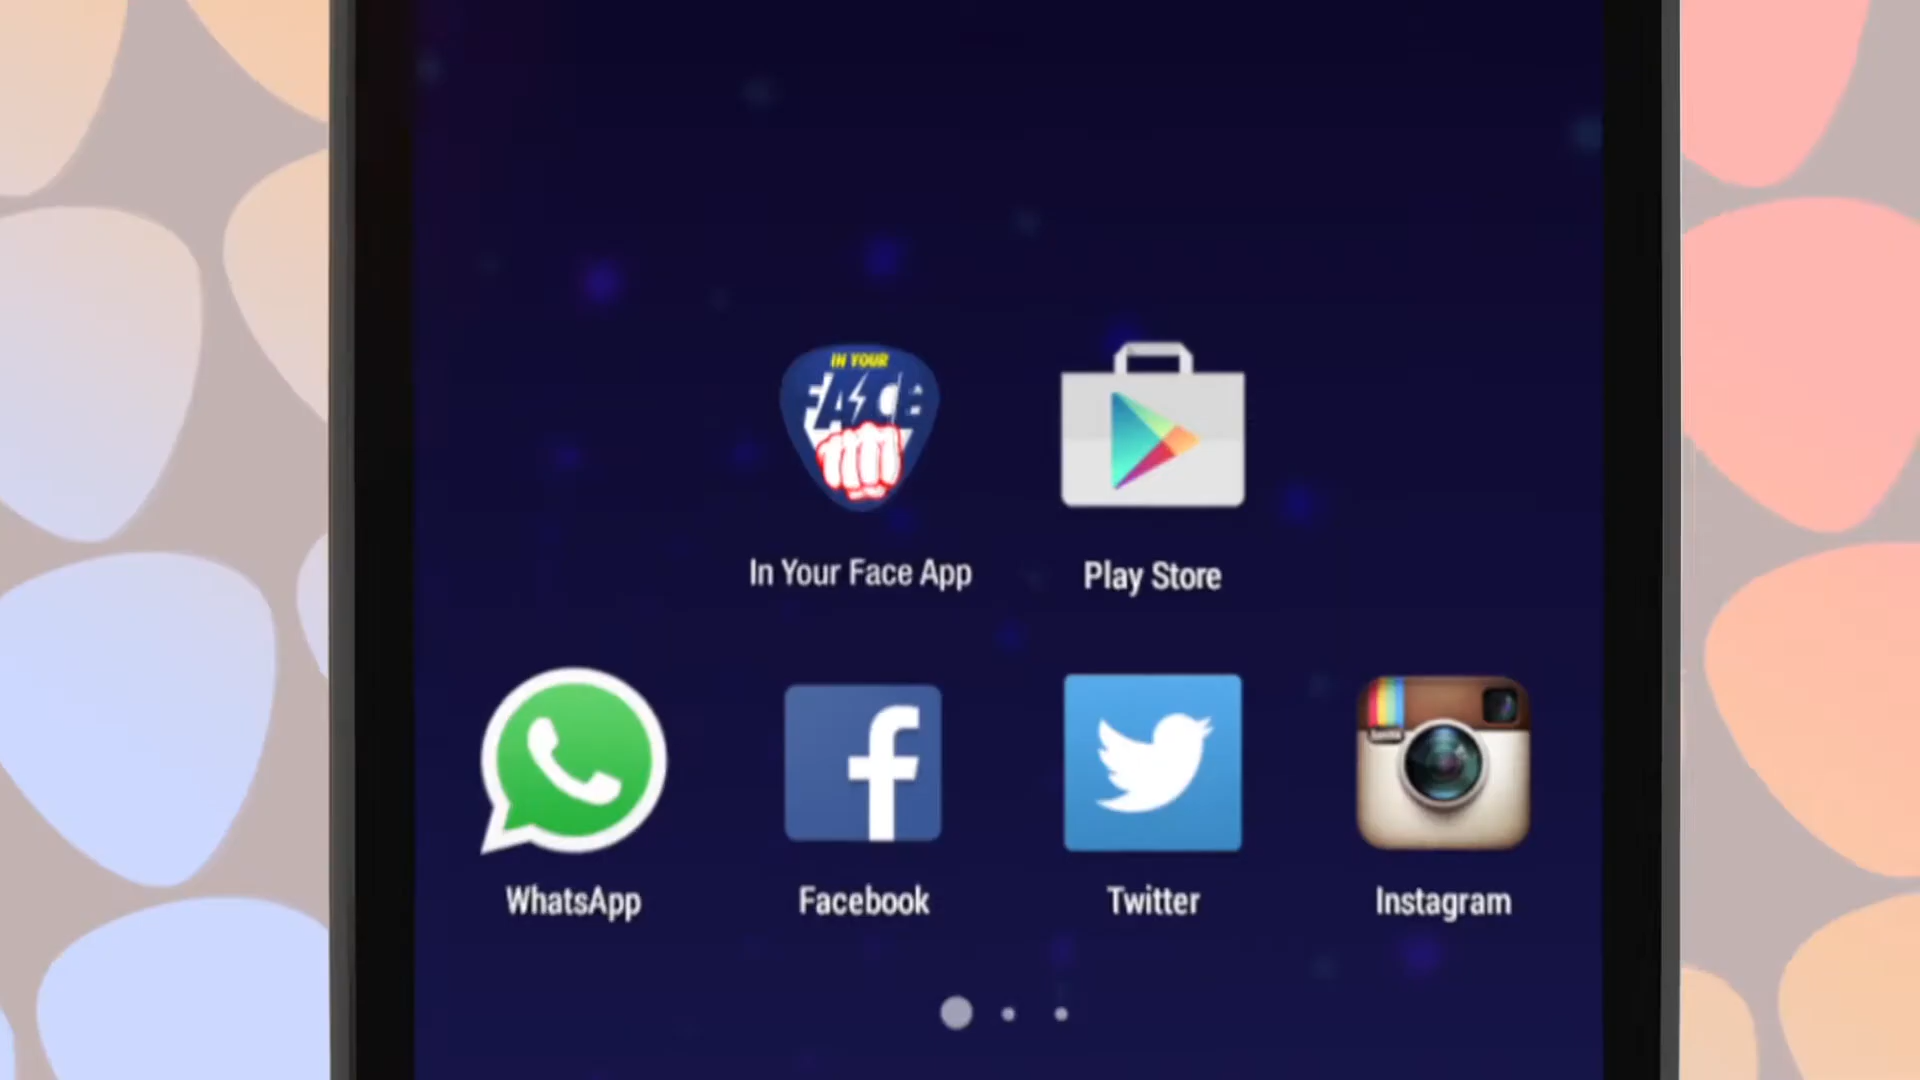 IN YOUR
FACE
In Your Face App
Play Store
WhatsApp
Facebook
Twitter
Instagram